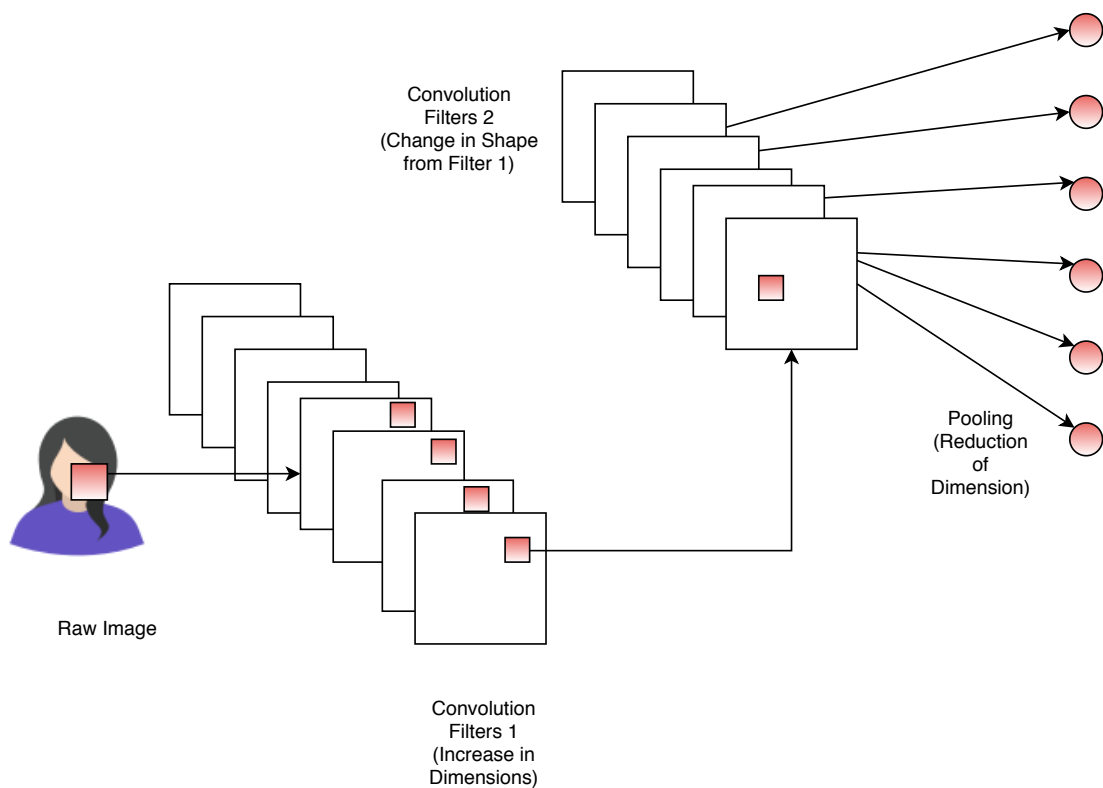 Convolution
Filters 2
(Change in Shape
from Filter 1)
Pooling
(Reduction
of
Dimension)
Raw Image
Convolution
Filters 1
(Increase in
Dimensions)